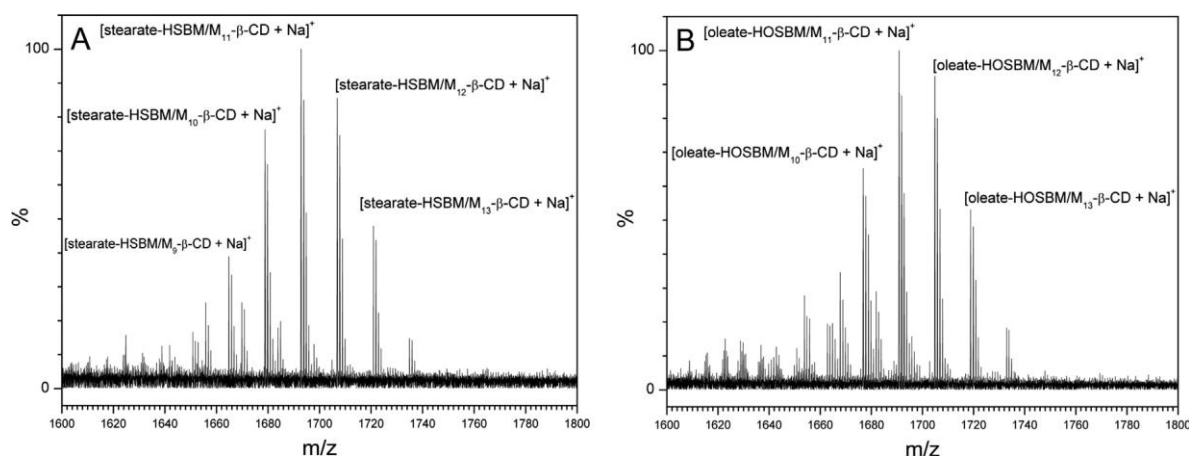 A
[stearate-HSBM/M₁₁-β-CD + Na]⁺
100
[stearate-HSBM/M₁₂-β-CD + Na]⁺
[stearate-HSBM/M₁₀-β-CD + Na]⁺
[stearate-HSBM/M₁₃-β-CD + Na]⁺
%
[stearate-HSBM/M₉-β-CD + Na]⁺
0
1600 1620 1640 1660 1680 1700 1720 1740 1760 1780 1800
m/z
B
[oleate-HOSBM/M₁₁-β-CD + Na]⁺
100
[oleate-HOSBM/M₁₂-β-CD + Na]⁺
[oleate-HOSBM/M₁₀-β-CD + Na]⁺
[oleate-HOSBM/M₁₃-β-CD + Na]⁺
%
0
1600 1620 1640 1660 1680 1700 1720 1740 1760 1780 1800
m/z